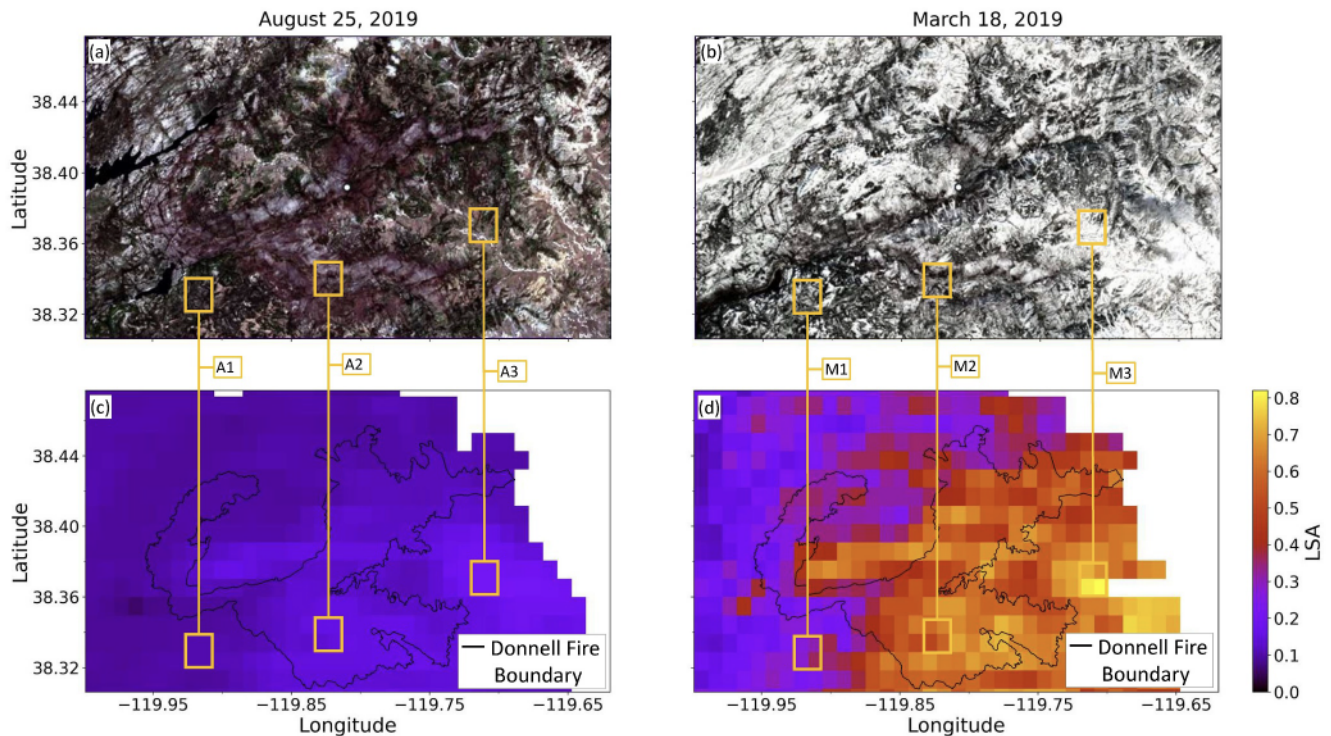 August 25, 2019
March 18, 2019
(a)
(b)
Latitude
38.44
38.40
38.36
38.32
A1
A2
A3
M1
M2
M3
(c)
(d)
Latitude
38.44
38.40
38.36
38.32
Donnell Fire
Boundary
Donnell Fire
Boundary
−119.95
−119.85
−119.75
−119.65
−119.95
−119.85
−119.75
−119.65
Longitude
Longitude
0.8
0.7
0.6
0.5
0.4
0.3
0.2
0.1
0.0
LSA